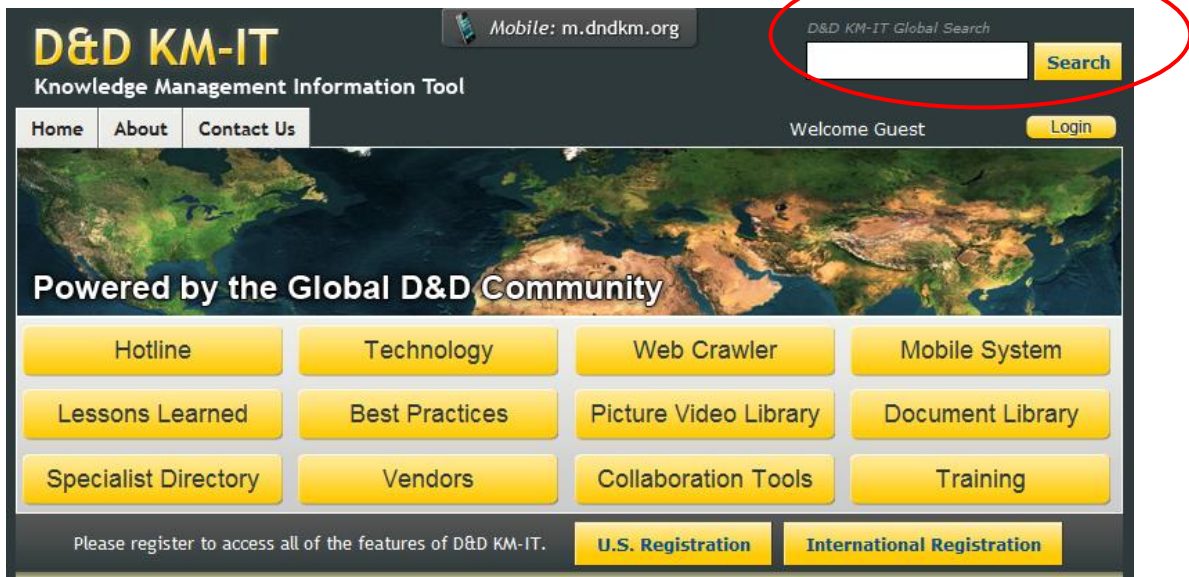 Mobile: m.dndkm.org
D&D KM-IT Global Search
D&D KM-IT
Search
Knowledge Management Information Tool
Home About Contact Us
Welcome Guest Login
Powered by the Global D&D Community
Hotline Technology Web Crawler Mobile System
Lessons Learned Best Practices Picture Video Library Document Library
Specialist Directory Vendors Collaboration Tools Training
Please register to access all of the features of D&D KM-IT. U.S. Registration International Registration